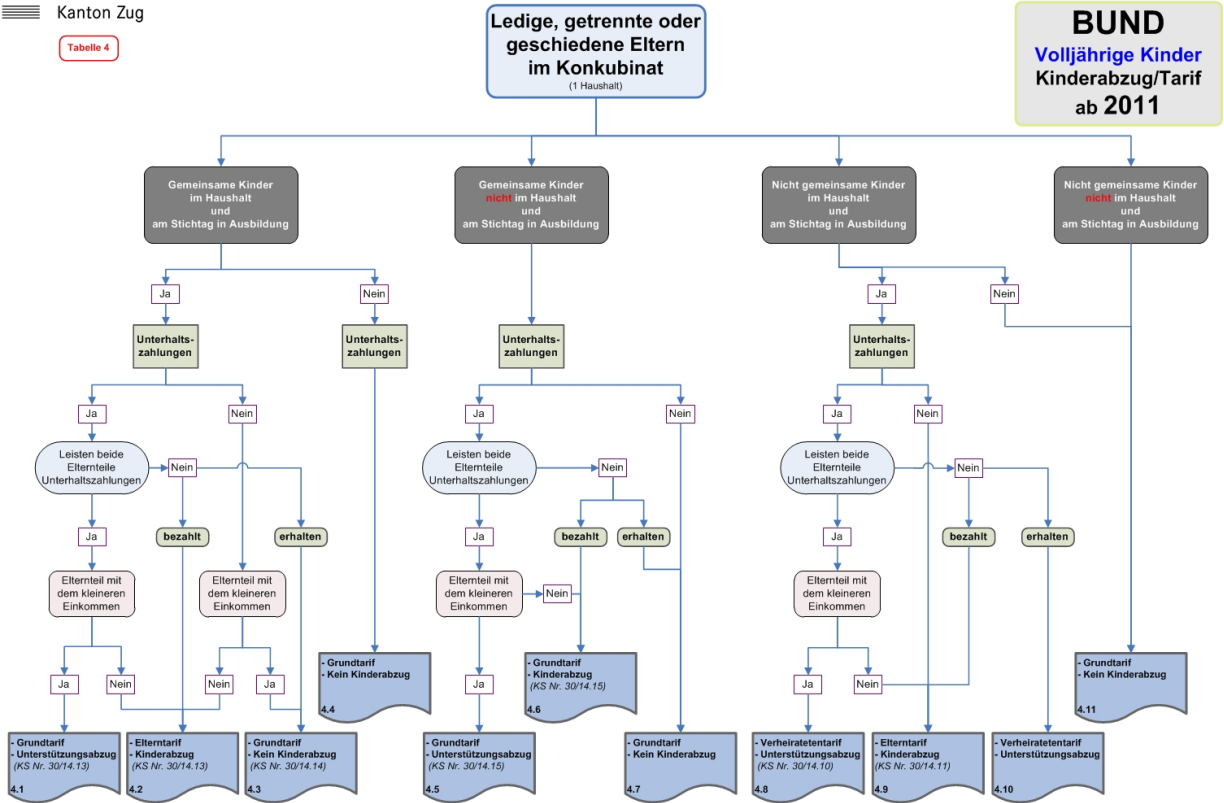 Kanton Zug
Tabelle 4
Ledige, getrennte oder
geschiedene Eltern
im Konkubinat
(1 Haushalt)
BUND
Volljährige Kinder
Kinderabzug/Tarif
ab 2011
Gemeinsame Kinder
im Haushalt
und
am Stichtag in Ausbildung
Gemeinsame Kinder
nicht im Haushalt
und
am Stichtag in Ausbildung
Nicht gemeinsame Kinder
im Haushalt
und
am Stichtag in Ausbildung
Nicht gemeinsame Kinder
nicht im Haushalt
und
am Stichtag in Ausbildung
Ja
Nein
Ja
Nein
Unterhalts-
zahlungen
Unterhalts-
zahlungen
Unterhalts-
zahlungen
Unterhalts-
zahlungen
Ja
Nein
Ja
Nein
Ja
Nein
Leisten beide
Elternteile
Unterhaltszahlungen
Nein
Leisten beide
Elternteile
Unterhaltszahlungen
Nein
Leisten beide
Elternteile
Unterhaltszahlungen
Nein
Ja
bezahlt
erhalten
Ja
bezahlt
erhalten
Ja
bezahlt
erhalten
Elternteil mit
dem kleineren
Einkommen
Elternteil mit
dem kleineren
Einkommen
Elternteil mit
dem kleineren
Einkommen
Nein
Elternteil mit
dem kleineren
Einkommen
Ja
Nein
Nein
Ja
Ja
Ja
Nein
- Grundtarif
- Kein Kinderabzug
4.4
- Grundtarif
- Kinderabzug
(KS Nr. 30/14.15)
4.6
- Grundtarif
- Kein Kinderabzug
4.11
- Grundtarif
- Unterstützungsabzug
(KS Nr. 30/14.13)
4.1
- Elterntarif
- Kinderabzug
(KS Nr. 30/14.13)
4.2
- Grundtarif
- Kein Kinderabzug
(KS Nr. 30/14.14)
4.3
- Grundtarif
- Unterstützungsabzug
(KS Nr. 30/14.15)
4.5
- Grundtarif
- Kein Kinderabzug
4.7
- Verheiratetentarif
- Unterstützungsabzug
(KS Nr. 30/14.10)
4.8
- Elterntarif
- Kinderabzug
(KS Nr. 30/14.11)
4.9
- Verheiratetentarif
- Unterstützungsabzug
4.10